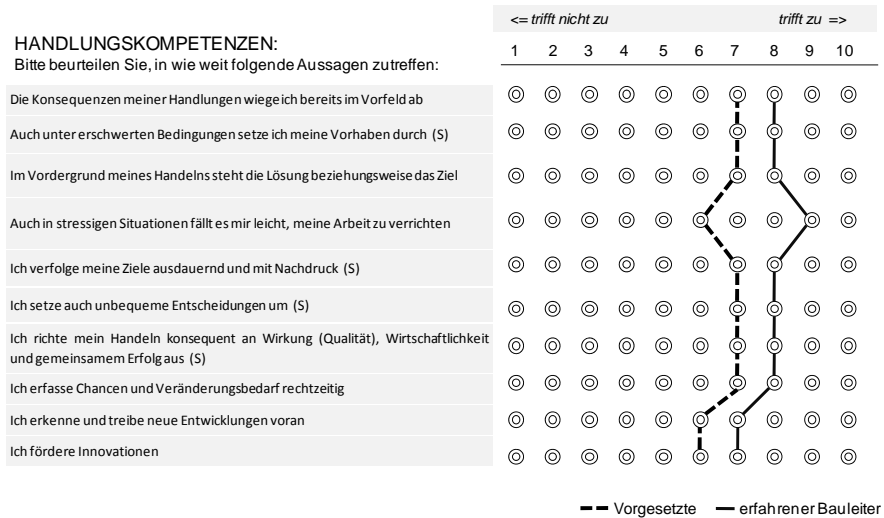 <= trifft nicht zu trifft zu =>
HANDLUNGSKOMPETENZEN:
Bitte beurteilen Sie, in wie weit folgende Aussagen zutreffen:
1 2 3 4 5 6 7 8 9 10
Die Konsequenzen meiner Handlungen wiege ich bereits im Vorfeld ab
Auch unter erschwerten Bedingungen setze ich meine Vorhaben durch (S)
Im Vordergrund meines Handelns steht die Lösung beziehungsweise das Ziel
Auch in stressigen Situationen fällt es mir leicht, meine Arbeit zu verrichten
Ich verfolge meine Ziele ausdauernd und mit Nachdruck (S)
Ich setze auch unbequeme Entscheidungen um (S)
Ich richte mein Handeln konsequent an Wirkung (Qualität), Wirtschaftlichkeit
und gemeinsamem Erfolg aus (S)
Ich erfasse Chancen und Veränderungsbedarf rechtzeitig
Ich erkenne und treibe neue Entwicklungen voran
Ich fördere Innovationen
Vorgesetzte erfahrener Bauleiter